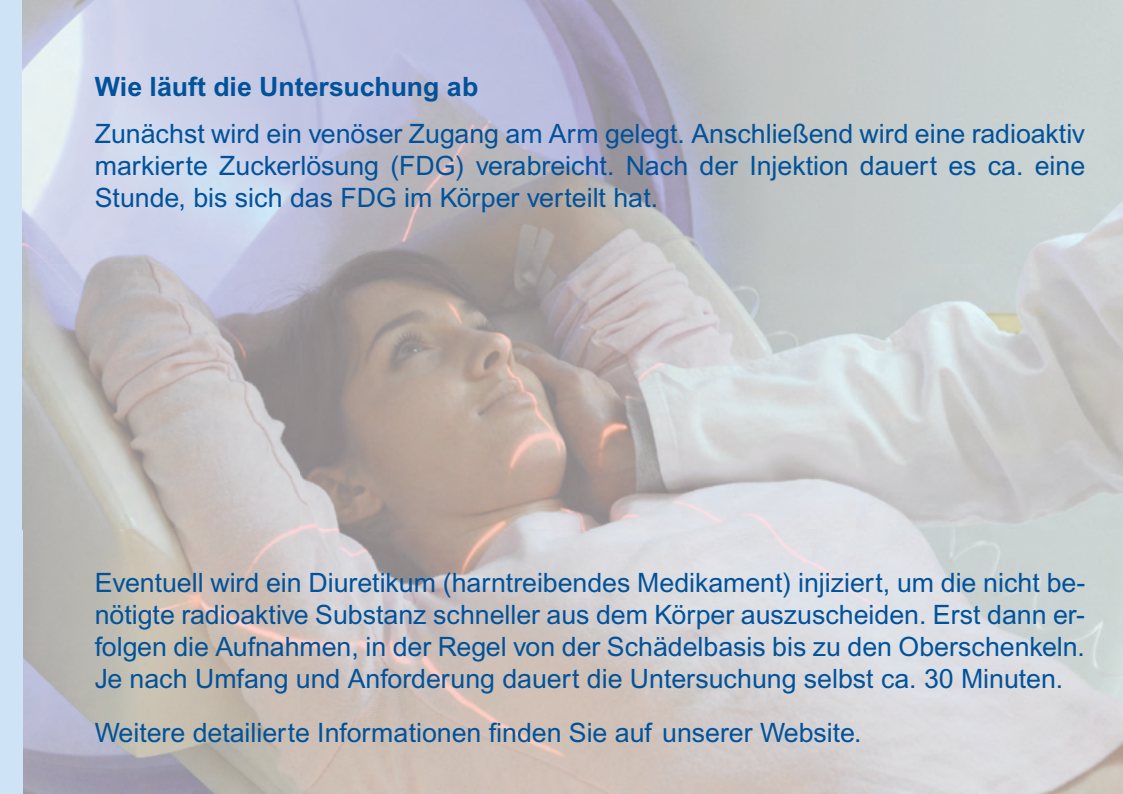 Wie läuft die Untersuchung ab
Zunächst wird ein venöser Zugang am Arm gelegt. Anschließend wird eine radioaktiv
markierte Zuckerlösung (FDG) verabreicht. Nach der Injektion dauert es ca. eine
Stunde, bis sich das FDG im Körper verteilt hat.
Eventuell wird ein Diuretikum (harntreibendes Medikament) injiziert, um die nicht be-
nötigte radioaktive Substanz schneller aus dem Körper auszuscheiden. Erst dann er-
folgen die Aufnahmen, in der Regel von der Schädelbasis bis zu den Oberschenkeln.
Je nach Umfang und Anforderung dauert die Untersuchung selbst ca. 30 Minuten.
Weitere detailierte Informationen finden Sie auf unserer Website.